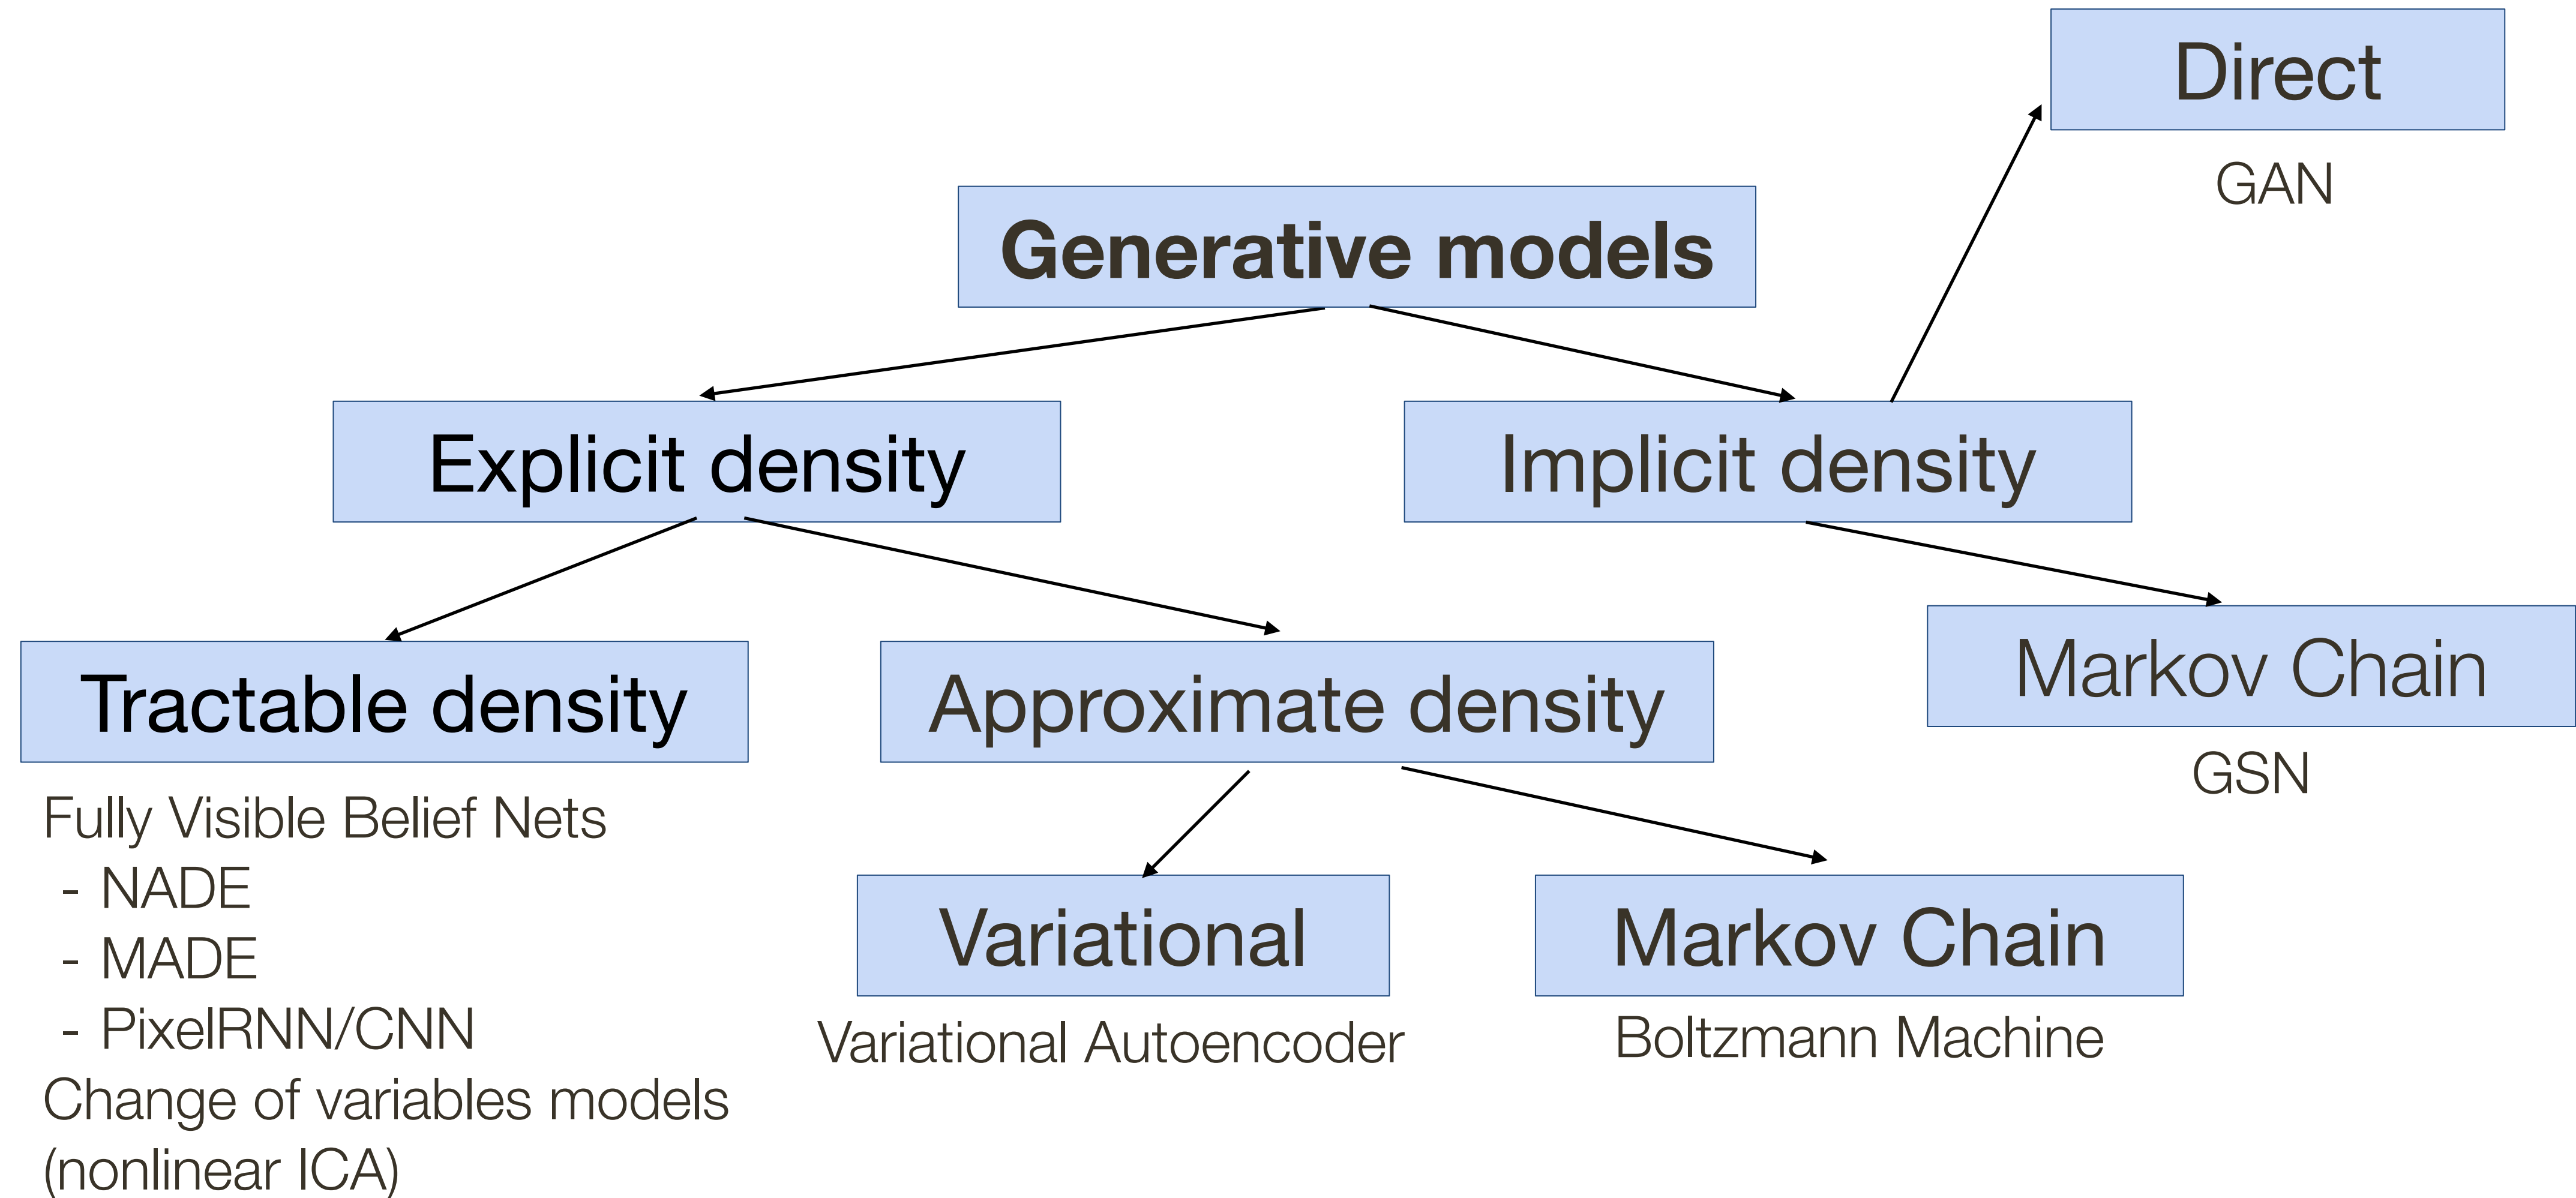 Direct
GAN
Generative models
Explicit density
Implicit density
Tractable density
Approximate density
Markov Chain
GSN
Fully Visible Belief Nets
- NADE
- MADE
- PixelRNN/CNN
Change of variables models
(nonlinear ICA)
Variational
Variational Autoencoder
Markov Chain
Boltzmann Machine